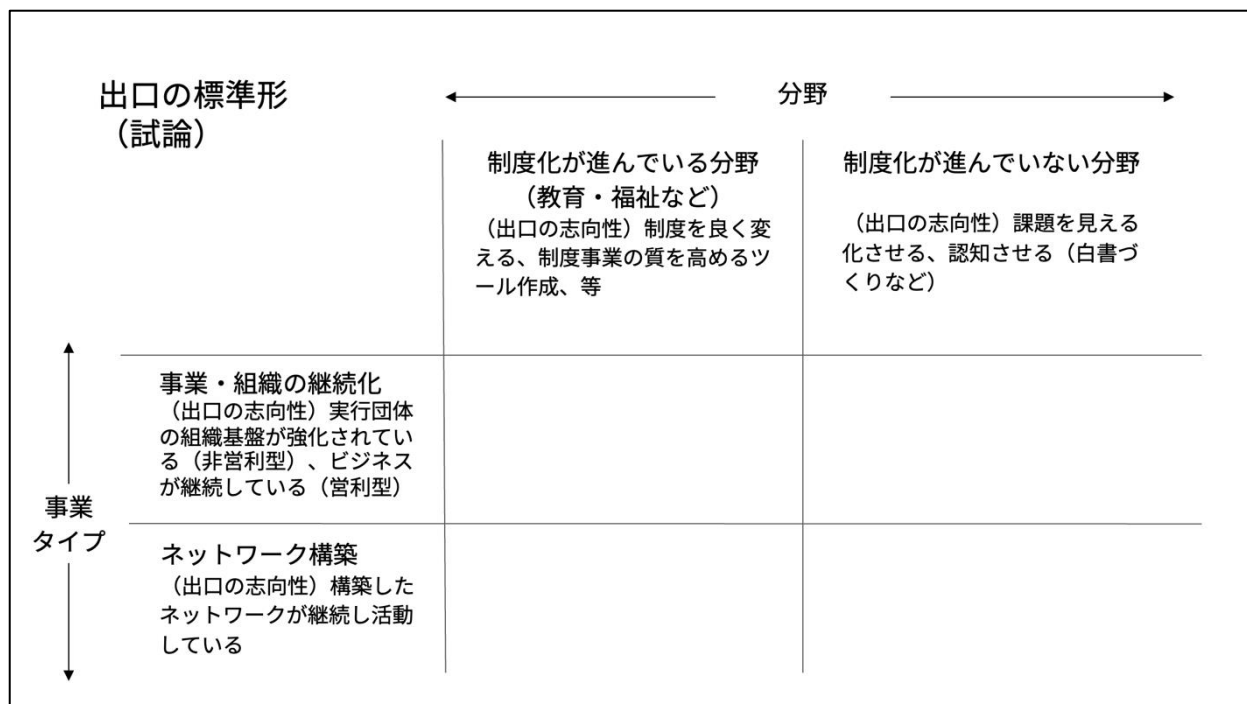 出口の標準形
（試論）
分野
制度化が進んでいる分野
（教育・福祉など）
（出口の志向性）制度を良く変
える、制度事業の質を高めるツ
ール作成、等
制度化が進んでいない分野
（出口の志向性）課題を見える
化させる、認知させる（白書づ
くりなど）
事業
タイプ
事業・組織の継続化
（出口の志向性）実行団体
の組織基盤が強化されてい
る（非営利型）、ビジネス
が継続している（営利型）
ネットワーク構築
（出口の志向性）構築した
ネットワークが継続し活動
している